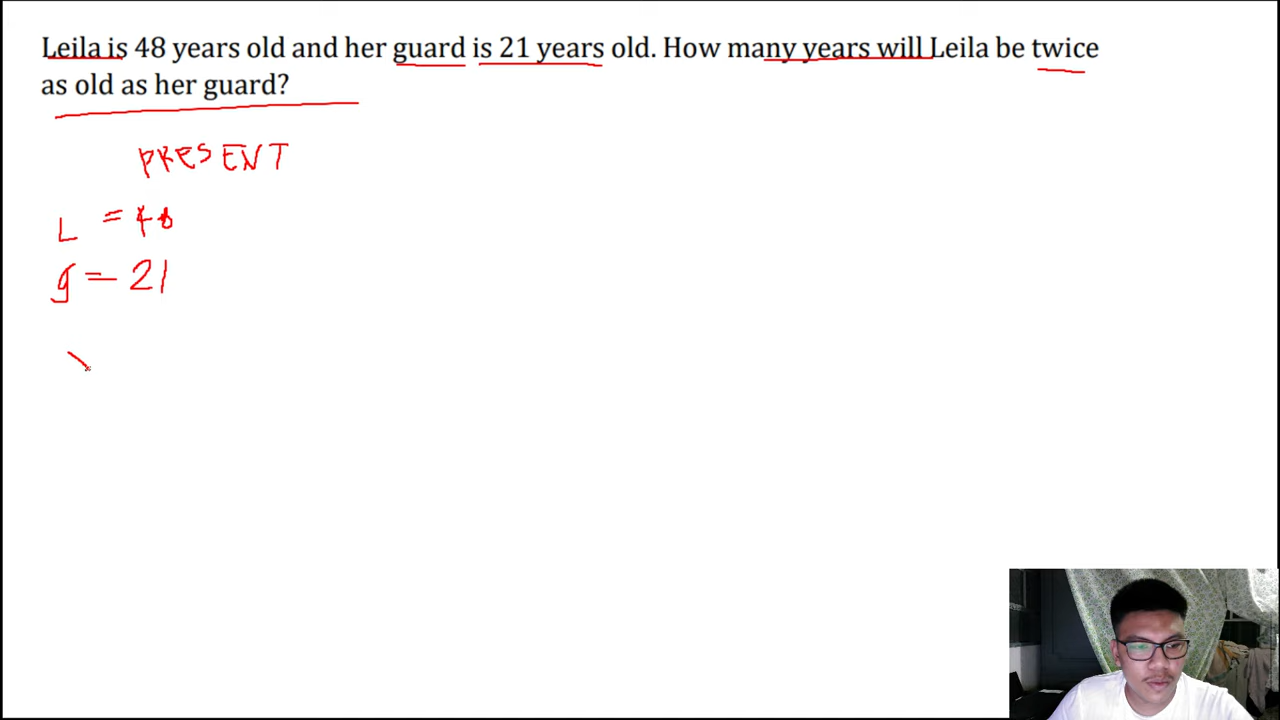 Leila is 48 years old and her guard is 21 years old. How many years will Leila be twice
as old as her guard?
PRESENT
L = 48
g = 21